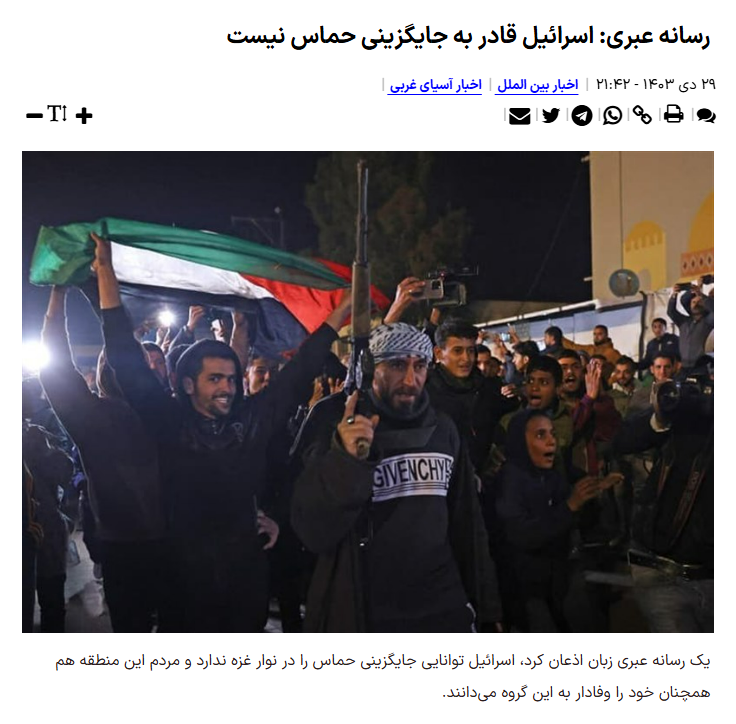 رسانه عبری: اسرائیل قادر به جایگزینی حماس نیست
۲۹ دی ۱۴۰۳ - ۲۱:۴۲ | اخبار بین الملل | اخبار آسیای غربی |
T
GIVENCHY
یک رسانه عبری زبان اذعان کرد، اسرائیل توانایی جایگزینی حماس را در نوار غزه ندارد و مردم این منطقه هم
همچنان خود را وفادار به این گروه می‌دانند.